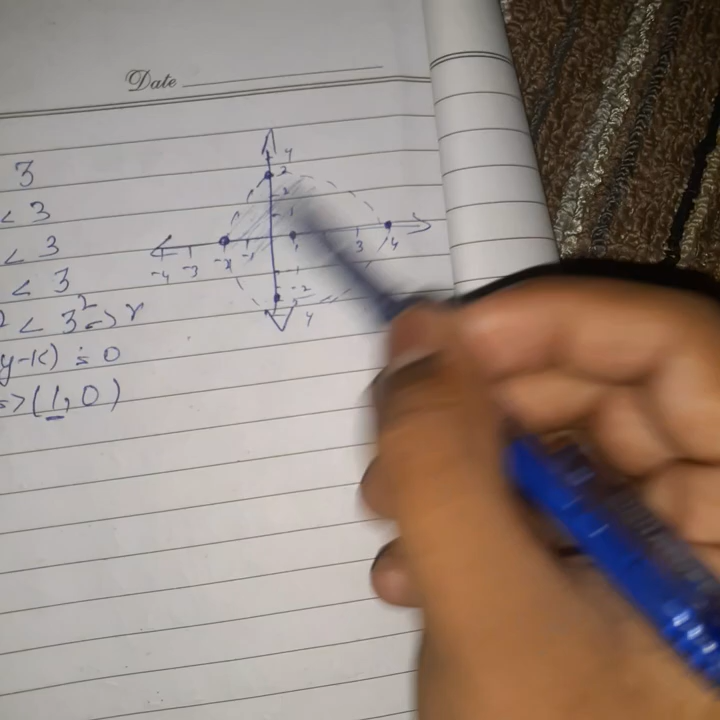 Date
3
< 3
< 3
< 3
2 < 3² => r
y-k) = 0
=> (1, 0)
4
2
1
-4 -3 -1 3 4
-1
-2
4